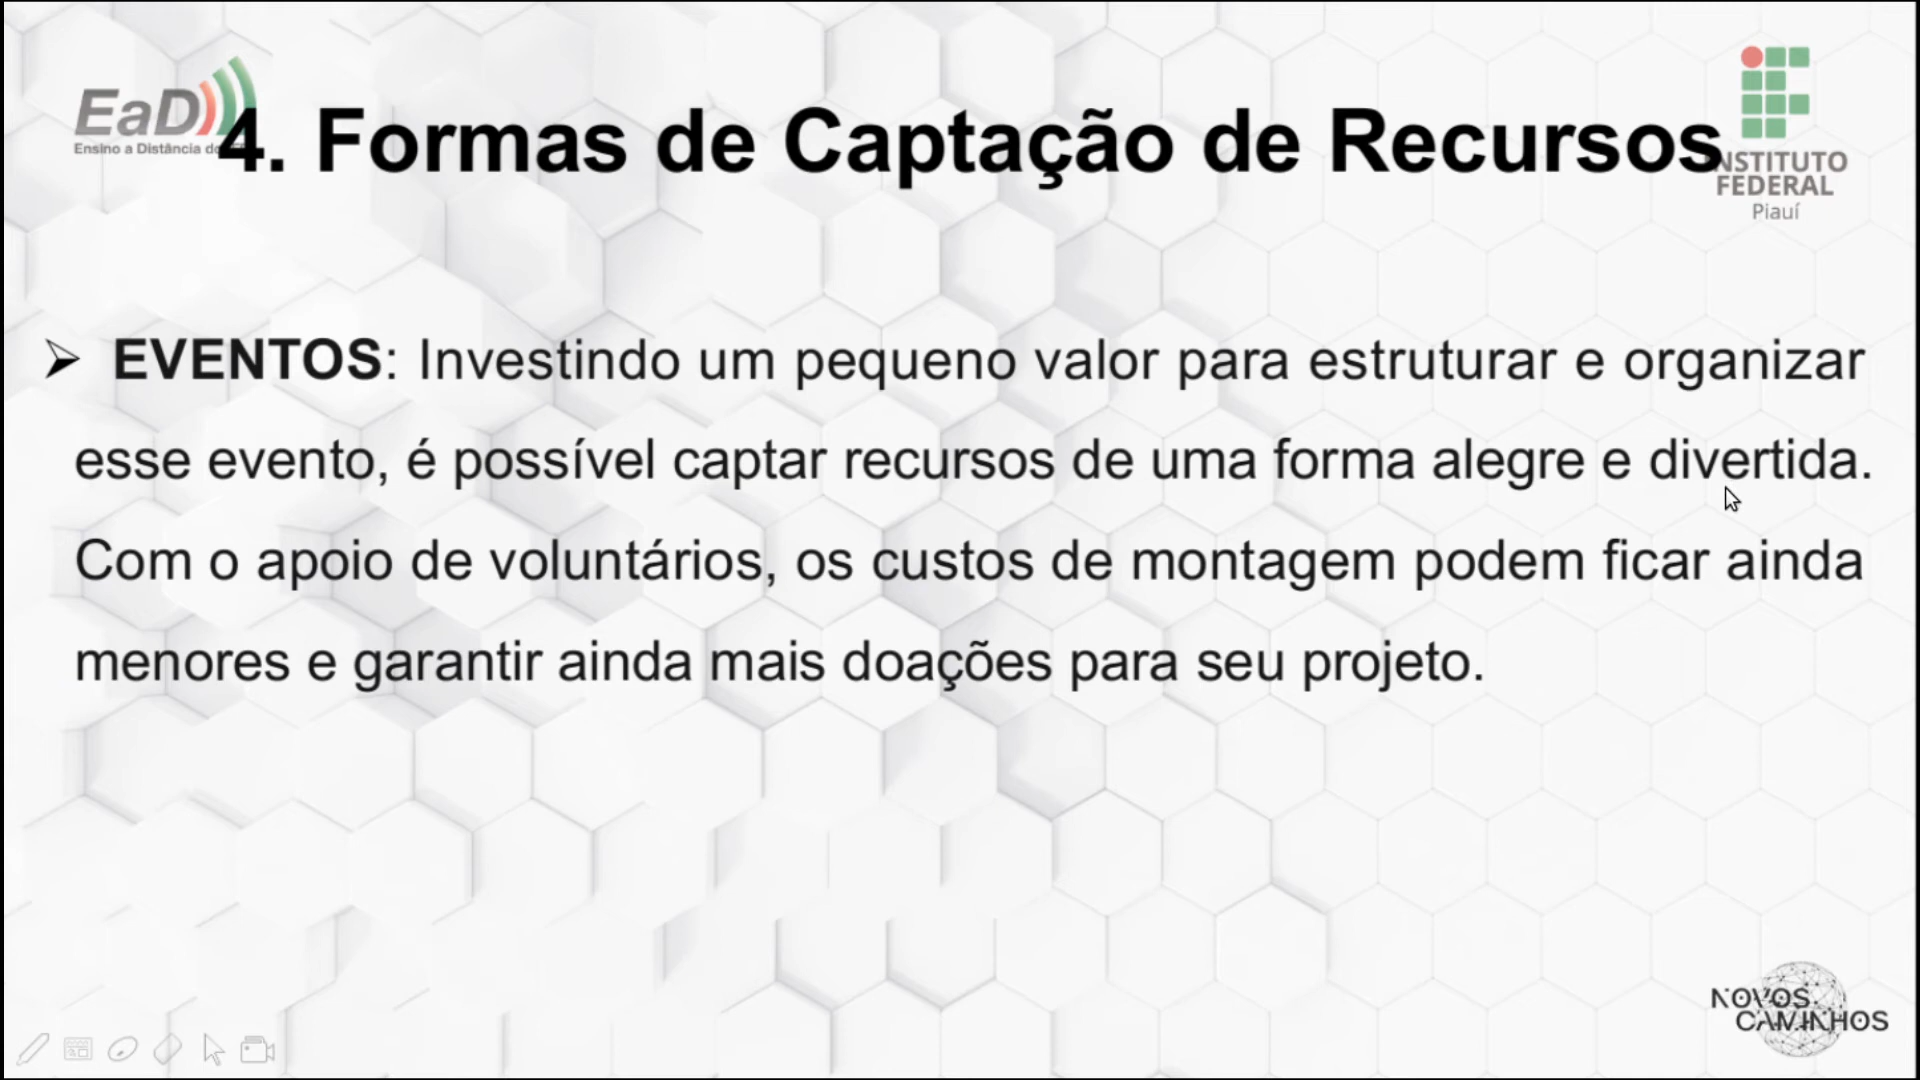 EaD
Ensino a Distância do
4. Formas de Captação de Recursos
INSTITUTO
FEDERAL
Piauí
➢ EVENTOS: Investindo um pequeno valor para estruturar e organizar
esse evento, é possível captar recursos de uma forma alegre e divertida.
Com o apoio de voluntários, os custos de montagem podem ficar ainda
menores e garantir ainda mais doações para seu projeto.
NOVOS
CAMINHOS